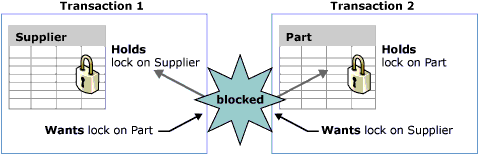 Transaction 1
Transaction 2
Supplier
Holds
lock on Supplier
Part
Holds
lock on Part
blocked
Wants lock on Part
Wants lock on Supplier